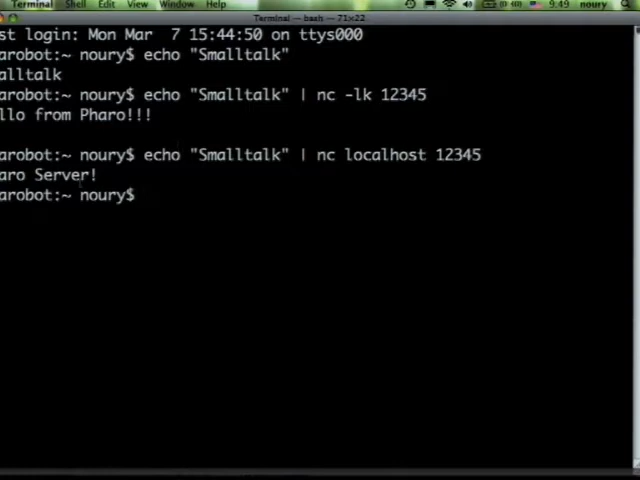 Terminal Shell Edit View Window Help 9:49 noury
Terminal — bash — 71×22
st login: Mon Mar 7 15:44:50 on ttys000
arobot:~ noury$ echo "Smalltalk"
alltalk
arobot:~ noury$ echo "Smalltalk" | nc -lk 12345
llo from Pharo!!!
arobot:~ noury$ echo "Smalltalk" | nc localhost 12345
aro Server!
arobot:~ noury$